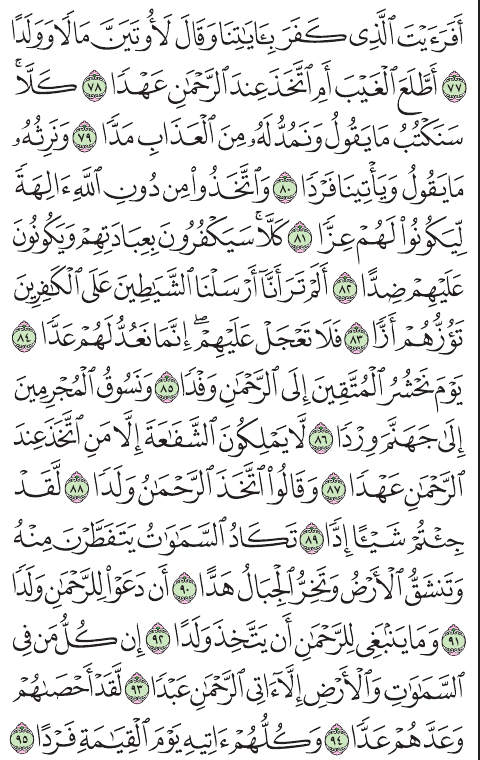 أَفَرَءَيۡتَ ٱلَّذِي كَفَرَ بِـَٔايَٰتِنَا وَقَالَ لَأُوتَيَنَّ مَالٗا وَوَلَدًا
٧٧ أَطَّلَعَ ٱلۡغَيۡبَ أَمِ ٱتَّخَذَ عِندَ ٱلرَّحۡمَٰنِ عَهۡدٗا ٧٨ كَلَّاۚ
سَنَكۡتُبُ مَا يَقُولُ وَنَمُدُّ لَهُۥ مِنَ ٱلۡعَذَابِ مَدّٗا ٧٩ وَنَرِثُهُۥ
مَا يَقُولُ وَيَأۡتِينَا فَرۡدٗا ٨٠ وَٱتَّخَذُواْ مِن دُونِ ٱللَّهِ ءَالِهَةٗ
لِّيَكُونُواْ لَهُمۡ عِزّٗا ٨١ كَلَّاۚ سَيَكۡفُرُونَ بِعِبَادَتِهِمۡ وَيَكُونُونَ
عَلَيۡهِمۡ ضِدًّا ٨٢ أَلَمۡ تَرَ أَنَّآ أَرۡسَلۡنَا ٱلشَّيَٰطِينَ عَلَى ٱلۡكَٰفِرِينَ
تَؤُزُّهُمۡ أَزّٗا ٨٣ فَلَا تَعۡجَلۡ عَلَيۡهِمۡۖ إِنَّمَا نَعُدُّ لَهُمۡ عَدّٗا ٨٤
يَوۡمَ نَحۡشُرُ ٱلۡمُتَّقِينَ إِلَى ٱلرَّحۡمَٰنِ وَفۡدٗا ٨٥ وَنَسُوقُ ٱلۡمُجۡرِمِينَ
إِلَىٰ جَهَنَّمَ وِرۡدٗا ٨٦ لَّا يَمۡلِكُونَ ٱلشَّفَٰعَةَ إِلَّا مَنِ ٱتَّخَذَ عِندَ
ٱلرَّحۡمَٰنِ عَهۡدٗا ٨٧ وَقَالُواْ ٱتَّخَذَ ٱلرَّحۡمَٰنُ وَلَدٗا ٨٨ لَّقَدۡ
جِئۡتُمۡ شَيۡـًٔا إِدّٗا ٨٩ تَكَادُ ٱلسَّمَٰوَٰتُ يَتَفَطَّرۡنَ مِنۡهُ
وَتَنشَقُّ ٱلۡأَرۡضُ وَتَخِرُّ ٱلۡجِبَالُ هَدًّا ٩٠ أَن دَعَوۡاْ لِلرَّحۡمَٰنِ وَلَدٗا
٩١ وَمَا يَنۢبَغِي لِلرَّحۡمَٰنِ أَن يَتَّخِذَ وَلَدًا ٩٢ إِن كُلُّ مَن فِي
ٱلسَّمَٰوَٰتِ وَٱلۡأَرۡضِ إِلَّآ ءَاتِي ٱلرَّحۡمَٰنِ عَبۡدٗا ٩٣ لَّقَدۡ أَحۡصَىٰهُمۡ
وَعَدَّهُمۡ عَدّٗا ٩٤ وَكُلُّهُمۡ ءَاتِيهِ يَوۡمَ ٱلۡقِيَٰمَةِ فَرۡدًا ٩٥